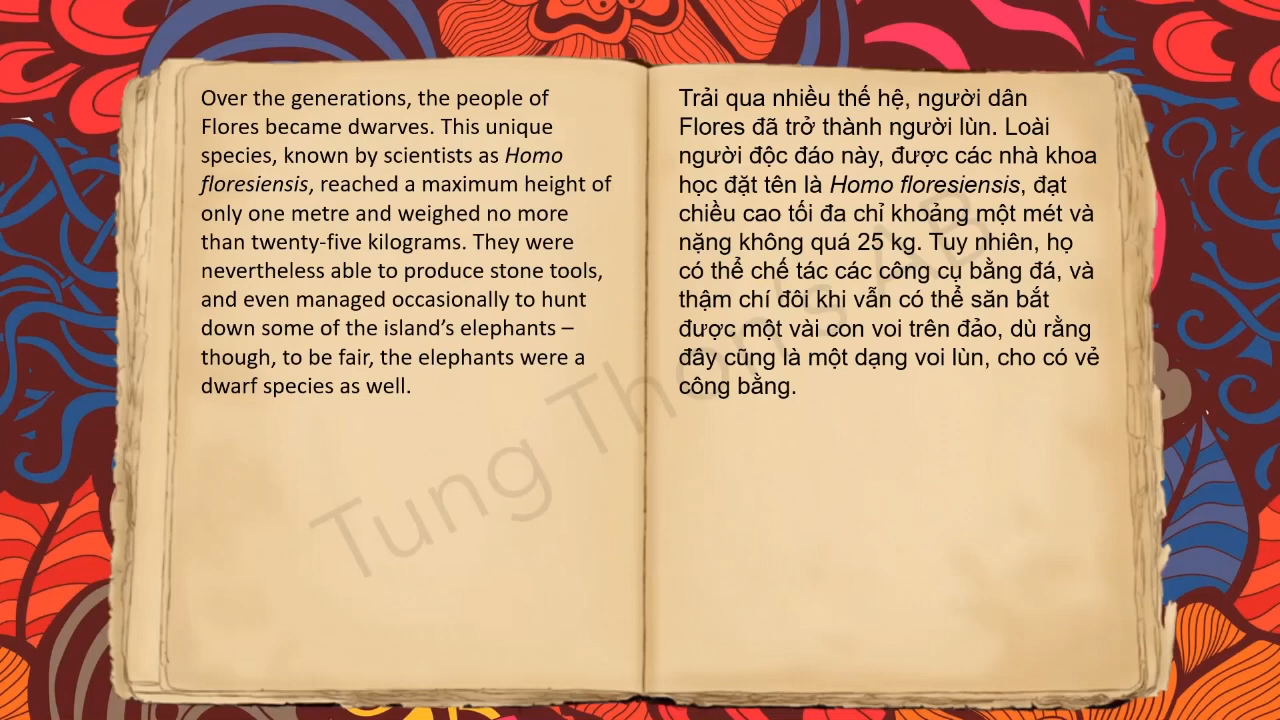 Over the generations, the people of
Flores became dwarves. This unique
species, known by scientists as Homo
floresiensis, reached a maximum height of
only one metre and weighed no more
than twenty-five kilograms. They were
nevertheless able to produce stone tools,
and even managed occasionally to hunt
down some of the island’s elephants –
though, to be fair, the elephants were a
dwarf species as well.
Trải qua nhiều thế hệ, người dân
Flores đã trở thành người lùn. Loài
người độc đáo này, được các nhà khoa
học đặt tên là Homo floresiensis, đạt
chiều cao tối đa chỉ khoảng một mét và
nặng không quá 25 kg. Tuy nhiên, họ
có thể chế tác các công cụ bằng đá, và
thậm chí đôi khi vẫn có thể săn bắt
được một vài con voi trên đảo, dù rằng
đây cũng là một dạng voi lùn, cho có vẻ
công bằng.
Tung Thom's AB